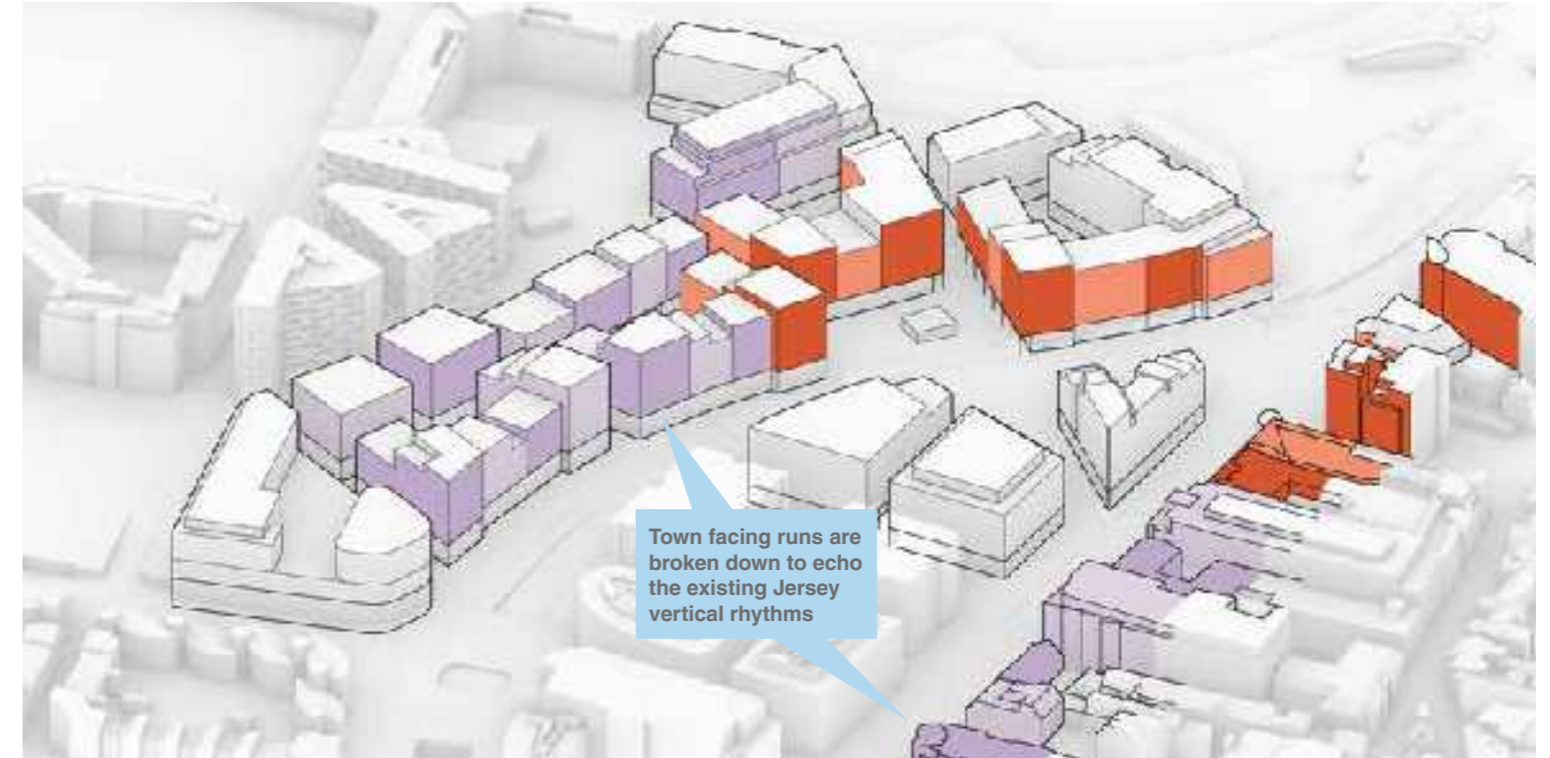 Town facing runs are
broken down to echo
the existing Jersey
vertical rhythms